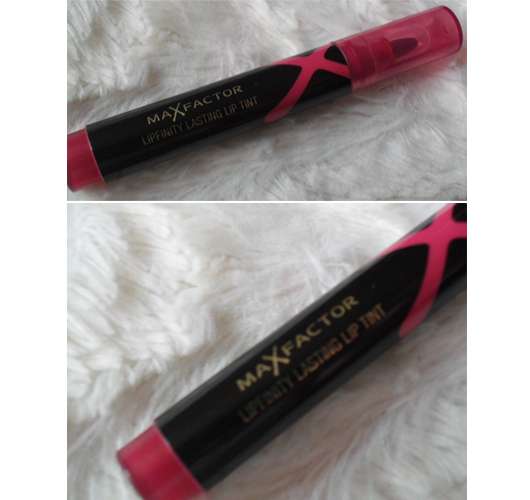 MAXFACTOR
LIPFINITY LASTING LIP TINT
MAXFACTOR
LIPFINITY LASTING LIP TINT